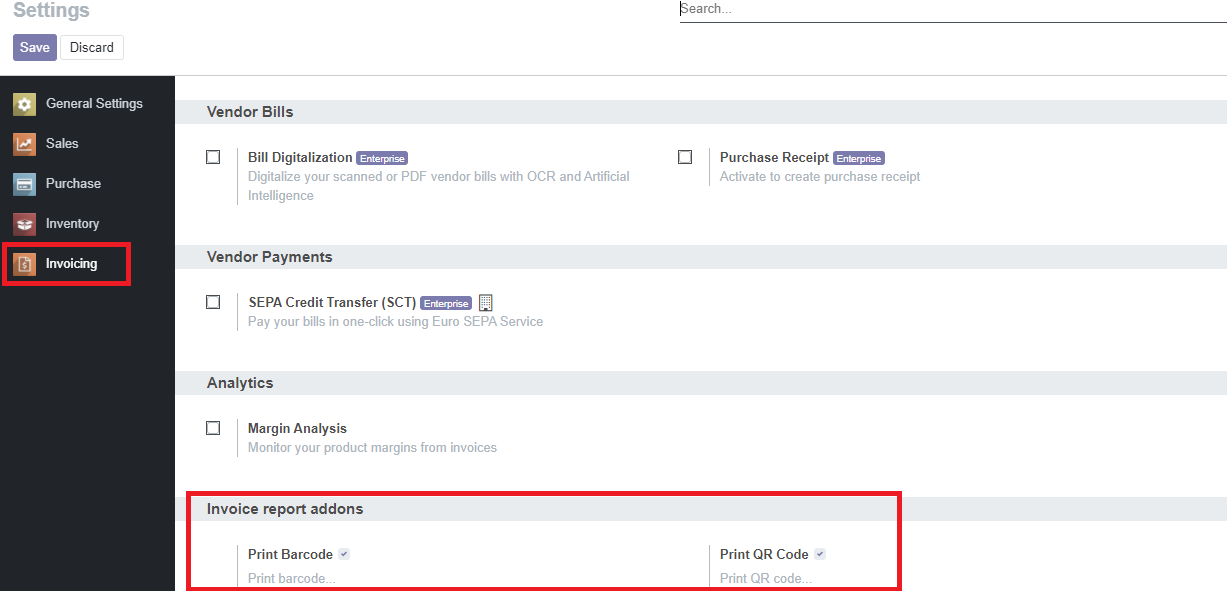 Settings
Search...
Save Discard
General Settings
Sales
Purchase
Inventory
Invoicing
Vendor Bills
Bill Digitalization Enterprise
Digitalize your scanned or PDF vendor bills with OCR and Artificial
Intelligence
Purchase Receipt Enterprise
Activate to create purchase receipt
Vendor Payments
SEPA Credit Transfer (SCT) Enterprise
Pay your bills in one-click using Euro SEPA Service
Analytics
Margin Analysis
Monitor your product margins from invoices
Invoice report addons
Print Barcode
Print barcode...
Print QR Code
Print QR code...